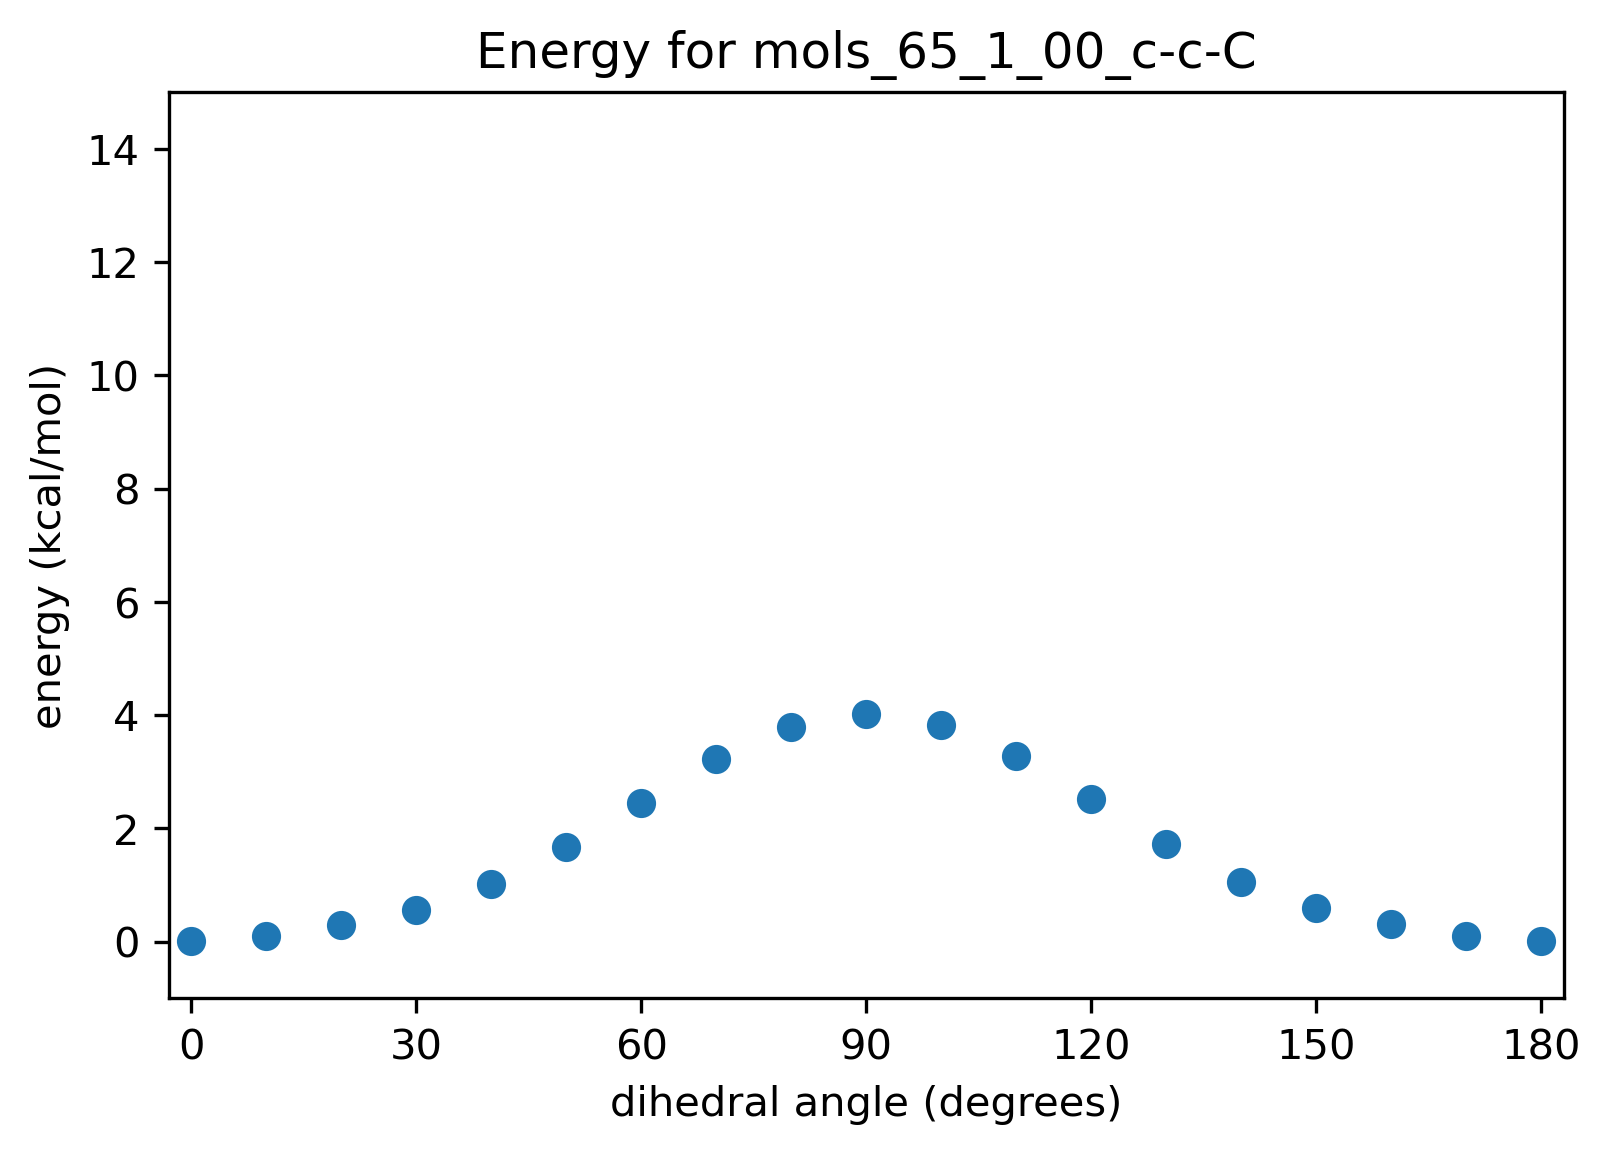 Energy for mols_65_1_00_c-c-C
14
12
10
8
6
4
2
0
energy (kcal/mol)
0 30 60 90 120 150 180
dihedral angle (degrees)